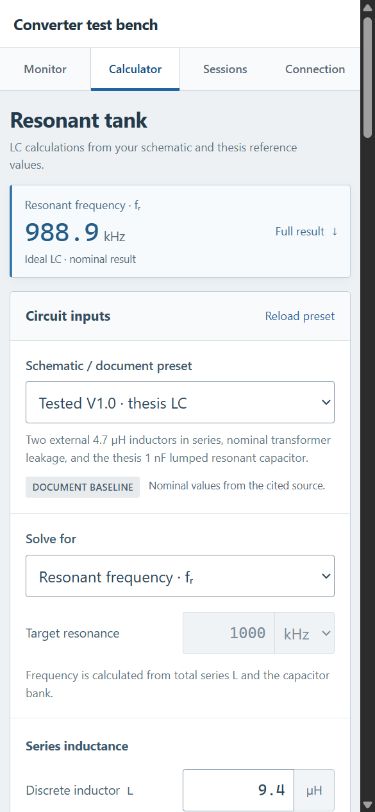 Converter test bench
Monitor
Calculator
Sessions
Connection
Resonant tank
LC calculations from your schematic and thesis reference
values.
Resonant frequency · fᵣ
988.9 kHz
Full result ↓
Ideal LC · nominal result
Circuit inputs
Reload preset
Schematic / document preset
Tested V1.0 · thesis LC
Two external 4.7 µH inductors in series, nominal transformer
leakage, and the thesis 1 nF lumped resonant capacitor.
DOCUMENT BASELINE
Nominal values from the cited source.
Solve for
Resonant frequency · fᵣ
Target resonance
1000 kHz
Frequency is calculated from total series L and the capacitor
bank.
Series inductance
Discrete inductor L
9.4 µH